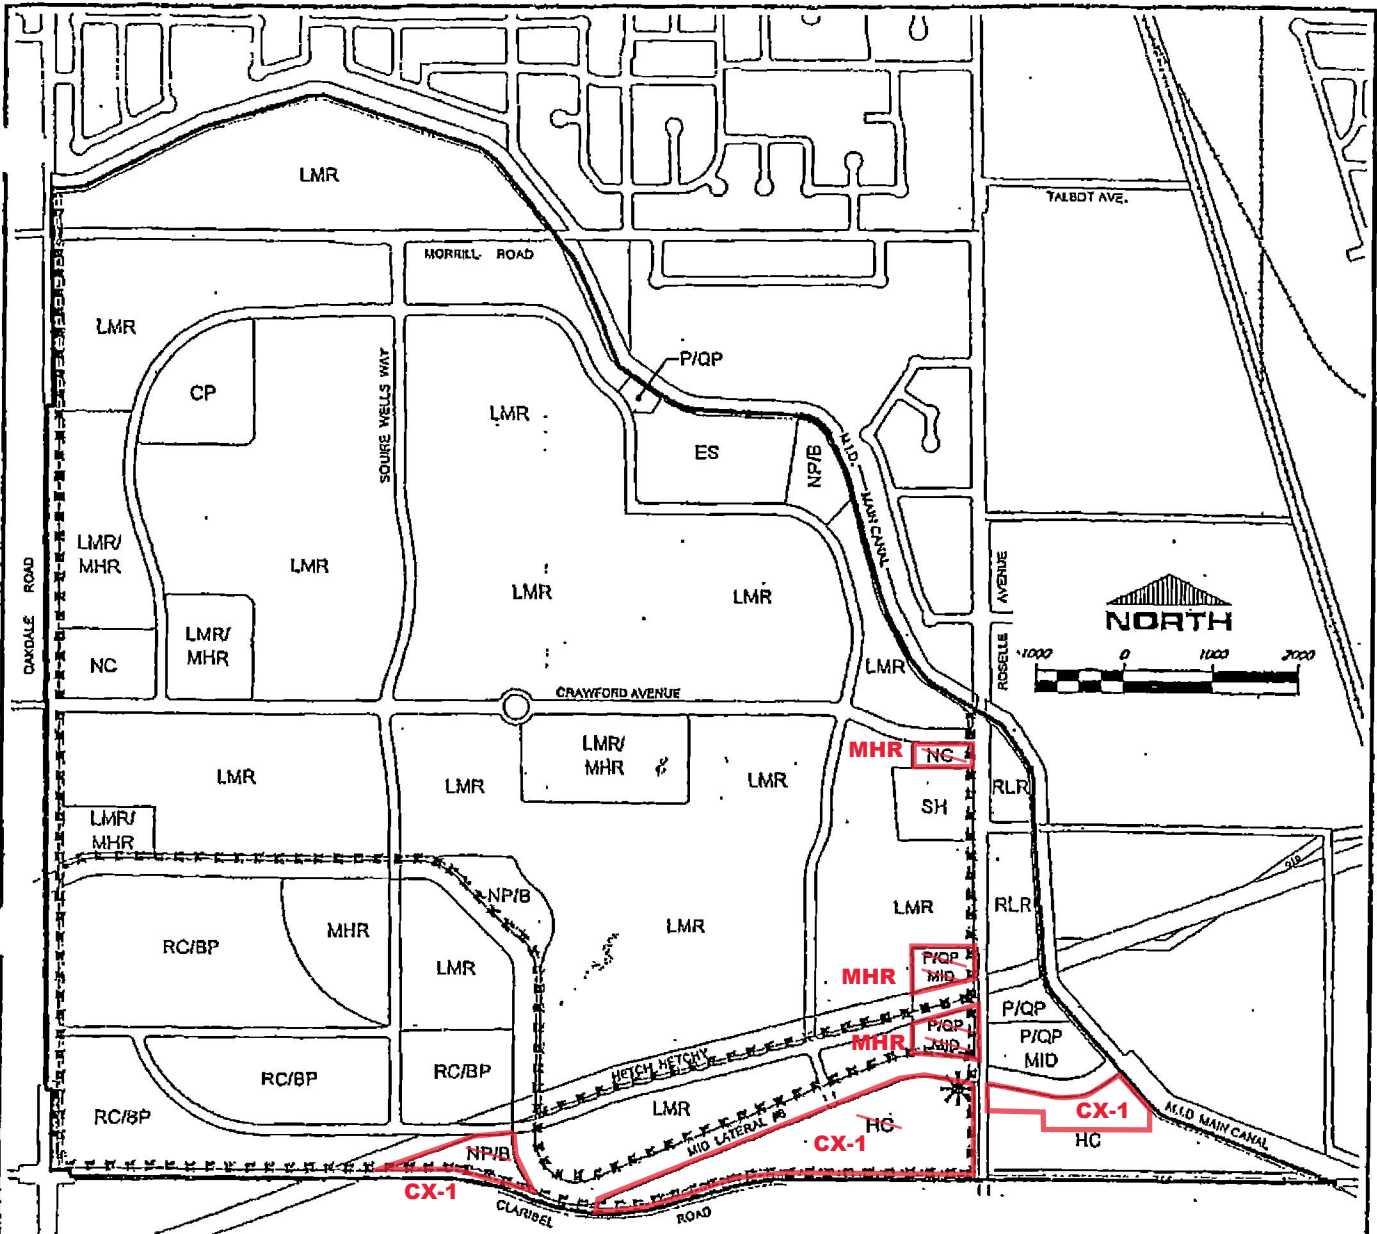 LMR
TALBOT AVE.
MORRILL ROAD
LMR
P/QP
SQUIRE WELLS WAY
CP
LMR
ES
NP/B
M.I.D. MAIN CANAL
LMR/
MHR
LMR
LMR
LMR
OAKDALE ROAD
ROSELLE AVENUE
NORTH
1000 0 1000 2000
LMR/
MHR
NC
LMR
CRAWFORD AVENUE
LMR/
MHR
MHR
NC
LMR
LMR
LMR
RLR
SH
LMR/
MHR
NP/B
LMR
LMR
RLR
MHR
RC/BP
LMR
P/QP
MID
MHR
P/QP
P/QP
MID
MHR
P/QP
MID
HETCH HETCHY
RC/BP
RC/BP
LMR
MID LATERAL #6
HC
CX-1
CX-1
HC
M.I.D MAIN CANAL
RC/BP
NP/B
CX-1
CLARIBEL ROAD